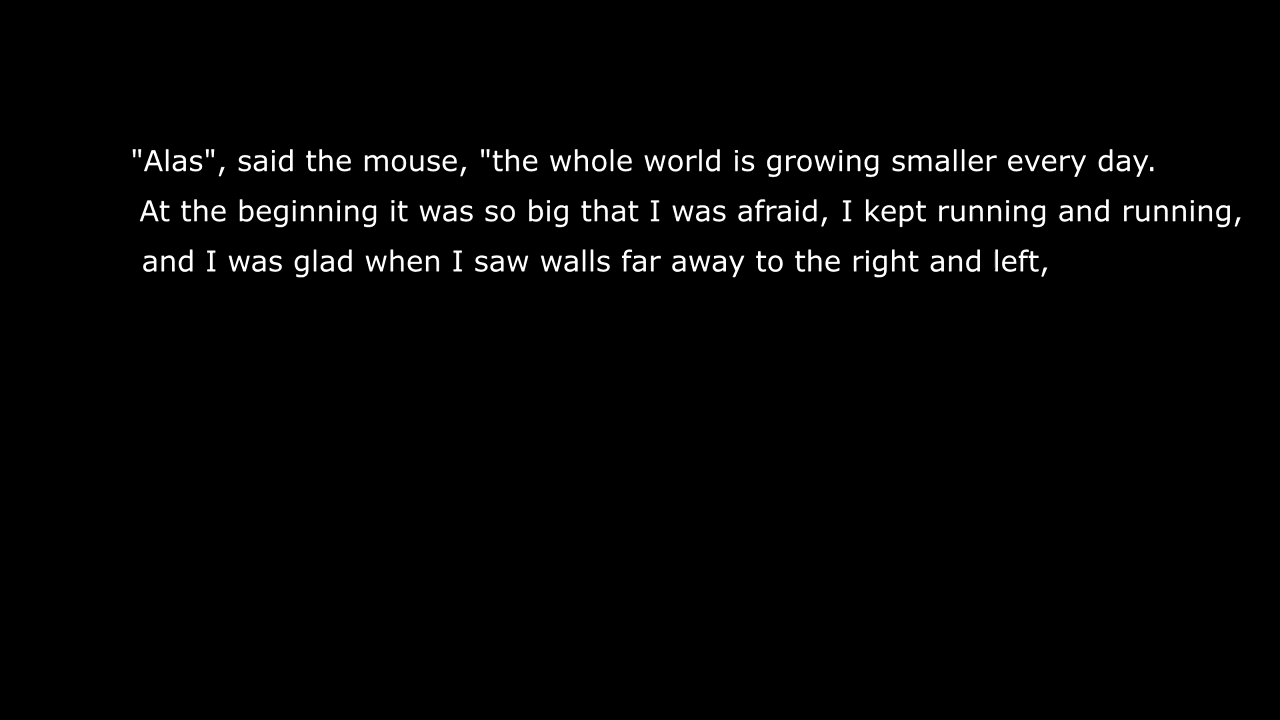 "Alas", said the mouse, "the whole world is growing smaller every day.
At the beginning it was so big that I was afraid, I kept running and running,
and I was glad when I saw walls far away to the right and left,